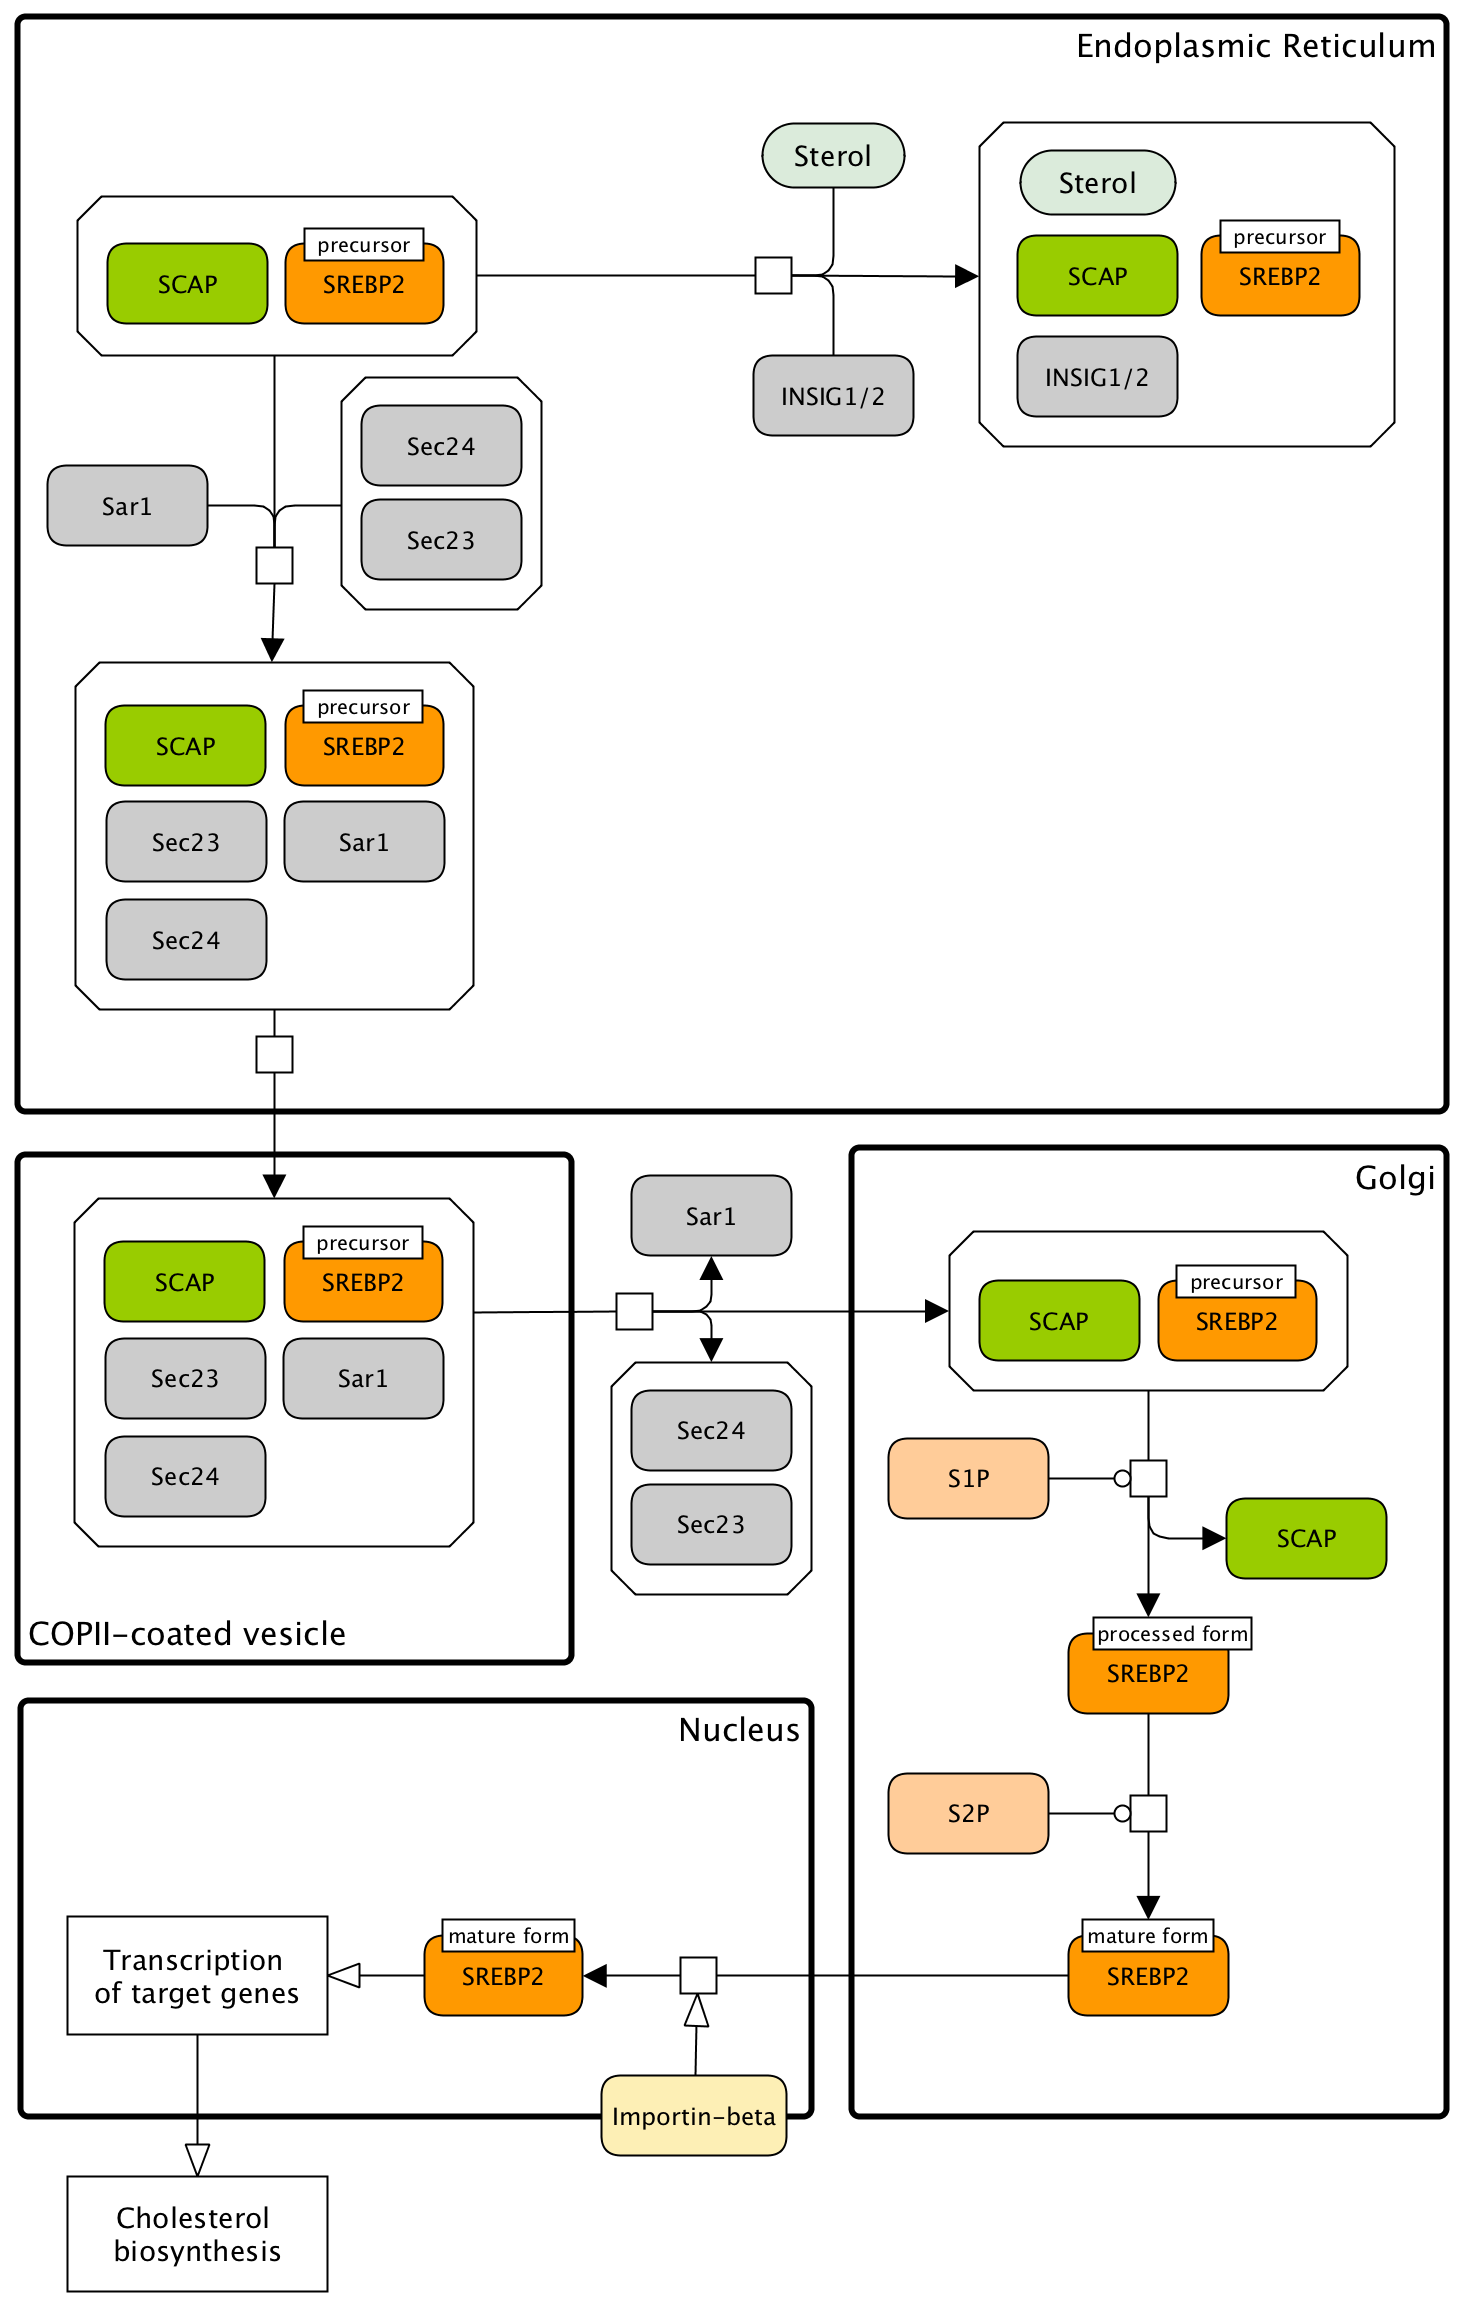 Endoplasmic Reticulum
Sterol
Sterol
precursor
SCAP
SREBP2
precursor
SCAP
SREBP2
INSIG1/2
INSIG1/2
Sec24
Sar1
Sec23
precursor
SCAP
SREBP2
Sec23
Sar1
Sec24
Golgi
Sar1
precursor
SCAP
SREBP2
precursor
SCAP
SREBP2
Sec23
Sar1
Sec24
Sec24
Sec23
S1P
SCAP
COPII-coated vesicle
processed form
SREBP2
Nucleus
S2P
mature form
SREBP2
mature form
SREBP2
Transcription
of target genes
Importin-beta
Cholesterol
biosynthesis